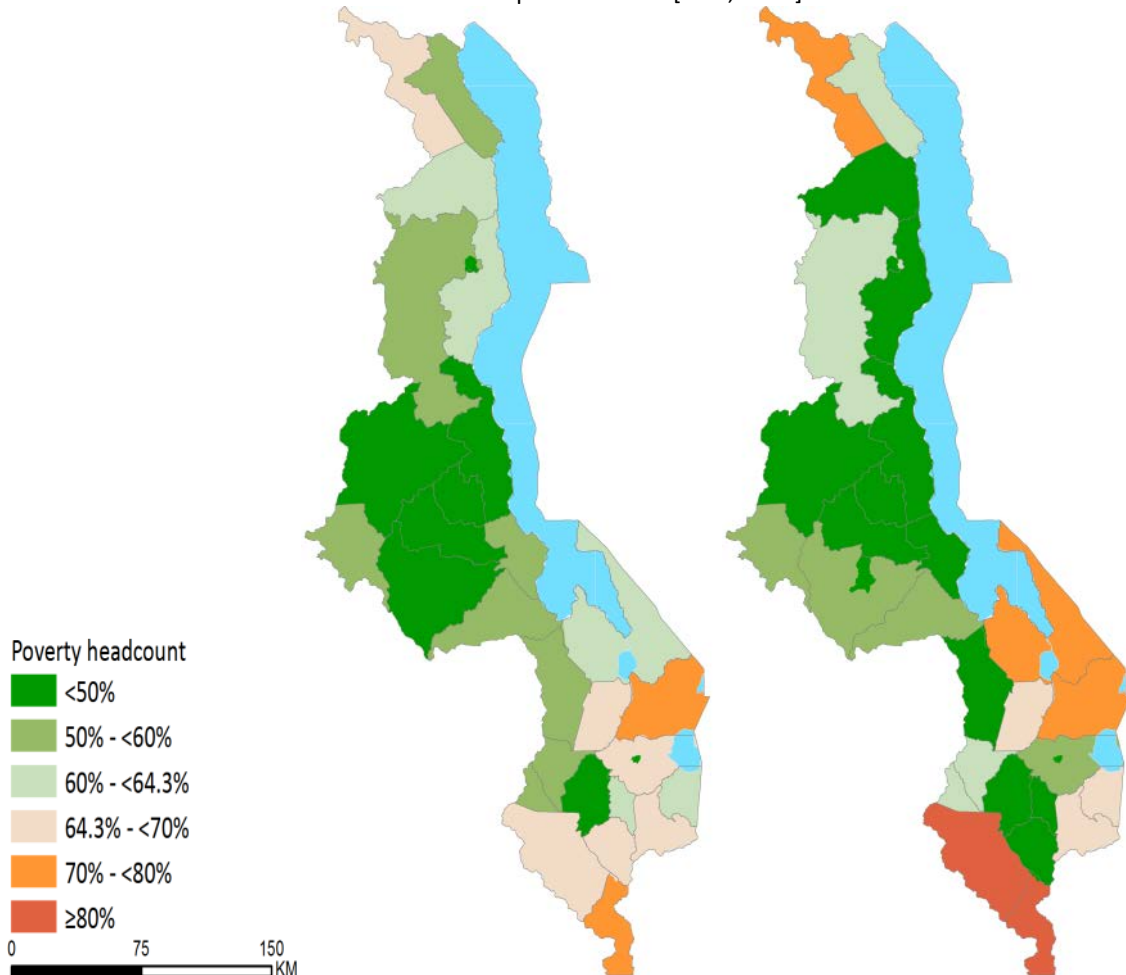 Poverty headcount
<50%
50% - <60%
60% - <64.3%
64.3% - <70%
70% - <80%
≥80%
0 75 150
KM